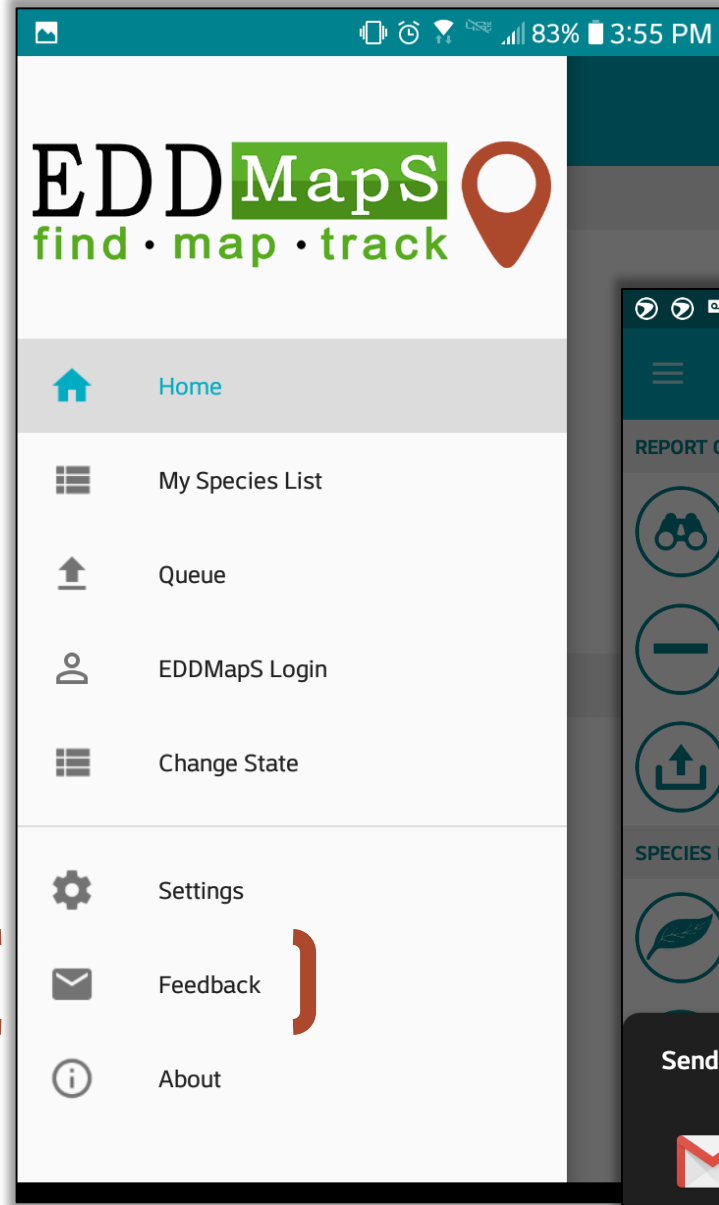 83% 3:55 PM
EDDMapS
find · map · track
Home
My Species List
Queue
EDDMapS Login
Change State
Settings
Feedback
About
REPORT
SPECIES
Send